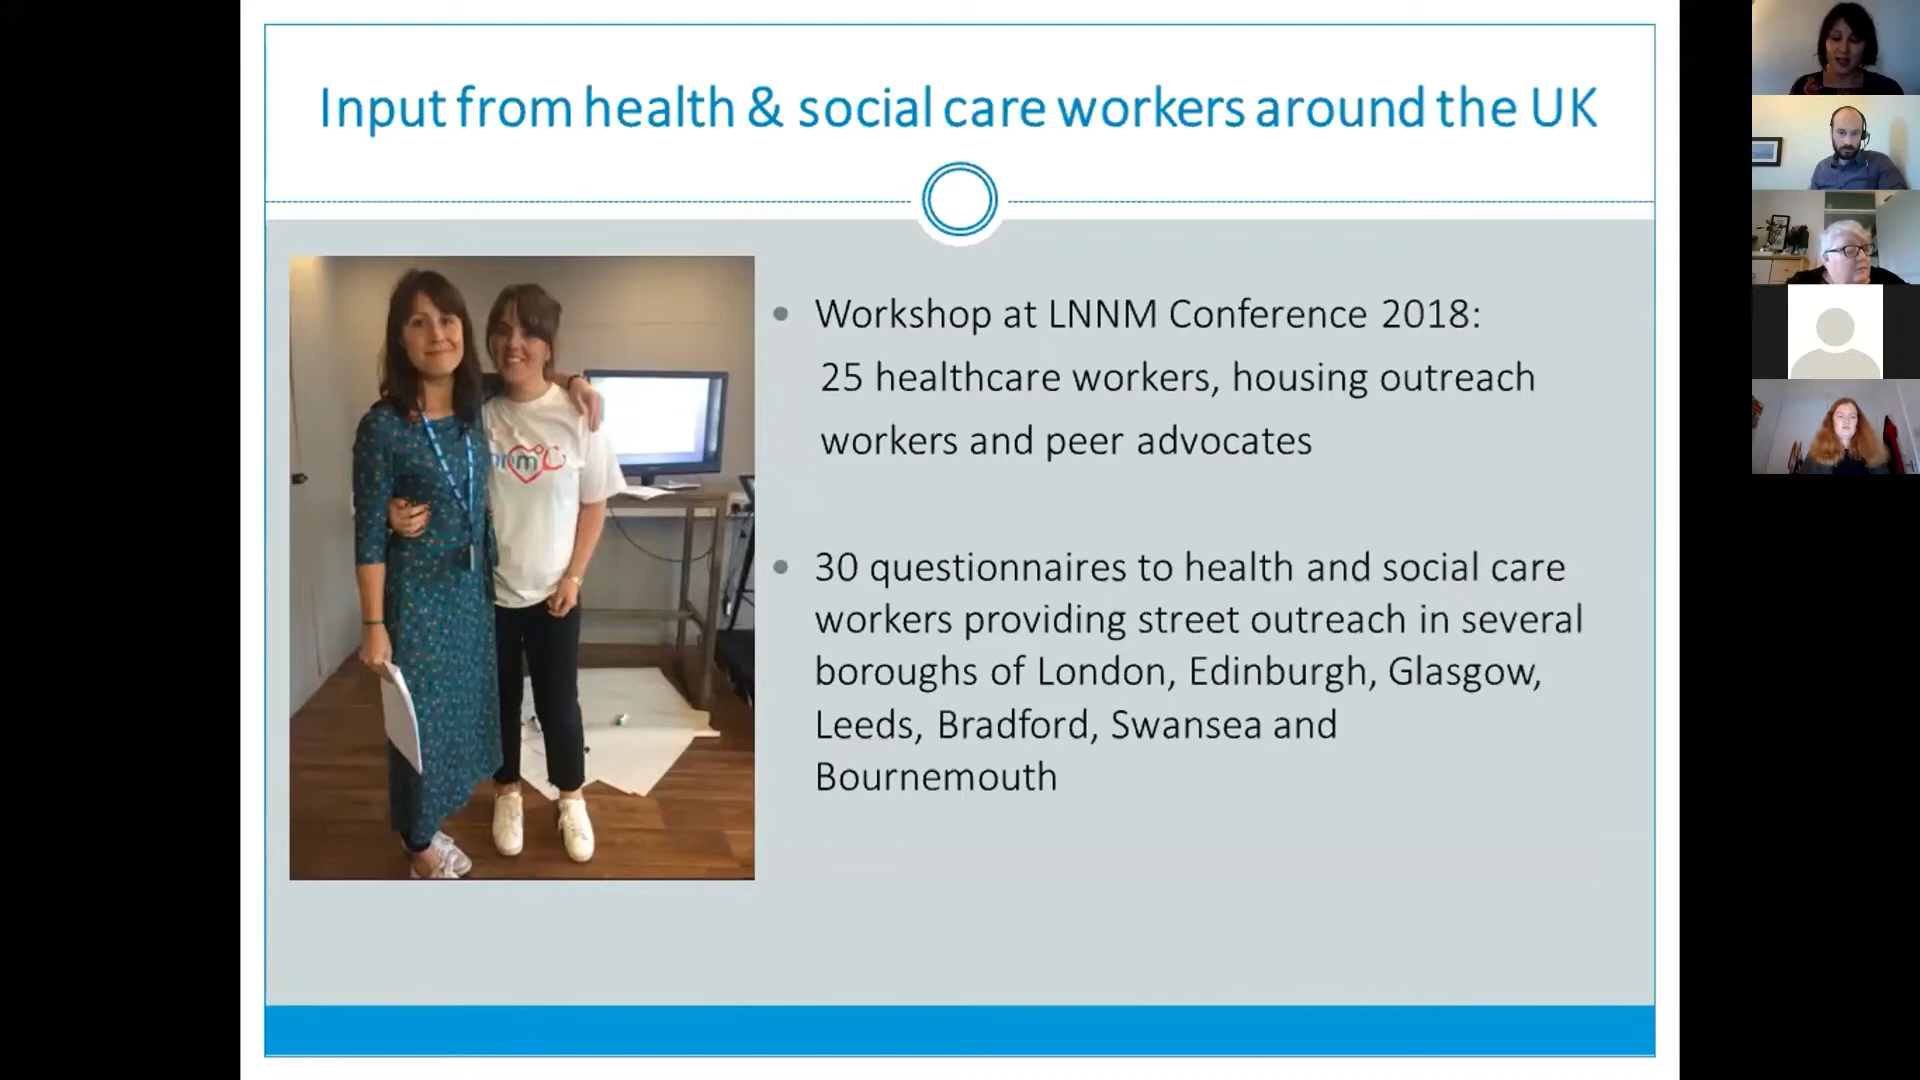 Input from health & social care workers around the UK
Workshop at LNNM Conference 2018:
25 healthcare workers, housing outreach
workers and peer advocates
30 questionnaires to health and social care
workers providing street outreach in several
boroughs of London, Edinburgh, Glasgow,
Leeds, Bradford, Swansea and
Bournemouth